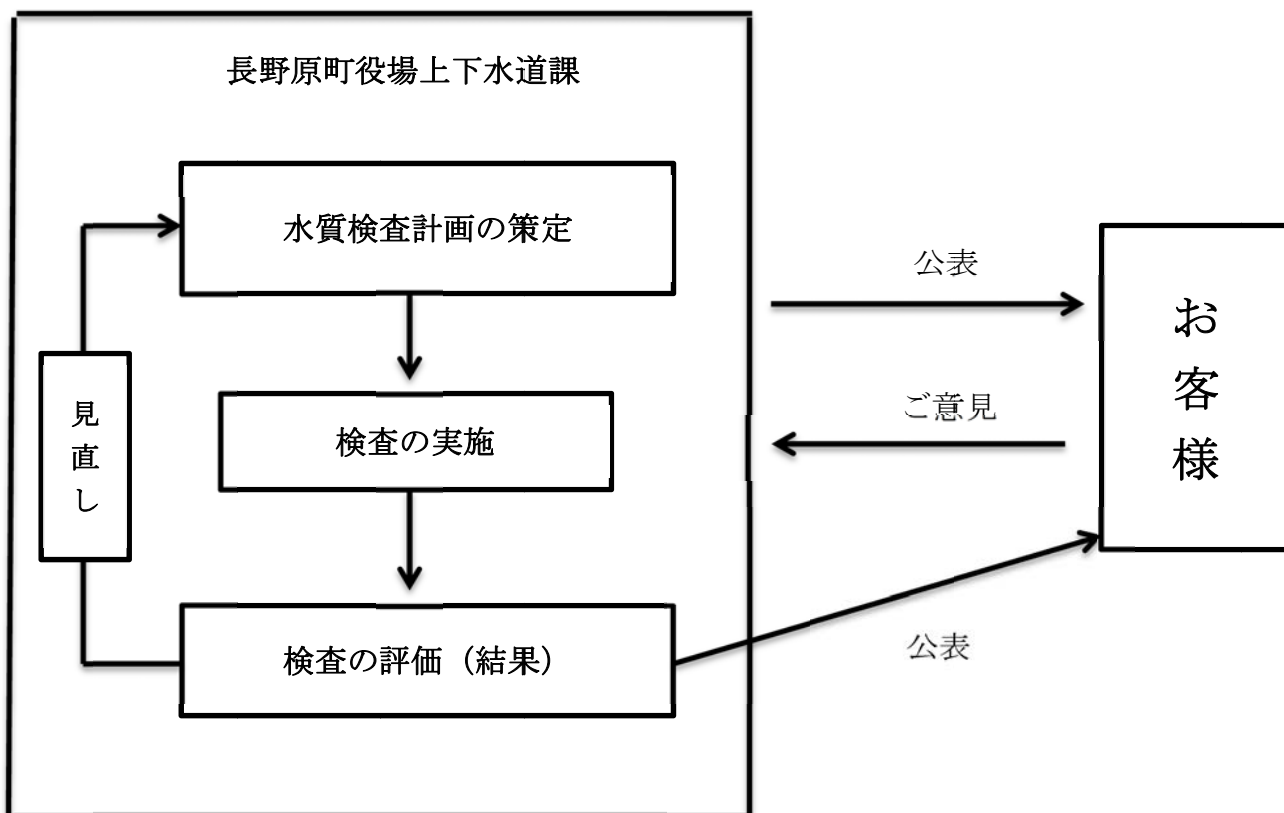 長野原町役場上下水道課
水質検査計画の策定
公表
お客様
見直し
検査の実施
ご意見
検査の評価（結果）
公表